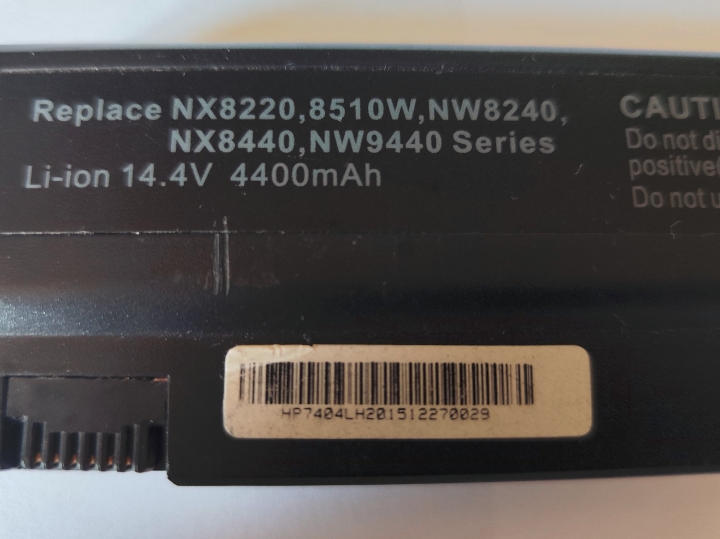 Replace NX8220,8510W,NW8240,
NX8440,NW9440 Series
Li-ion 14.4V 4400mAh
Do not
Do not
HP7404LH201512270029